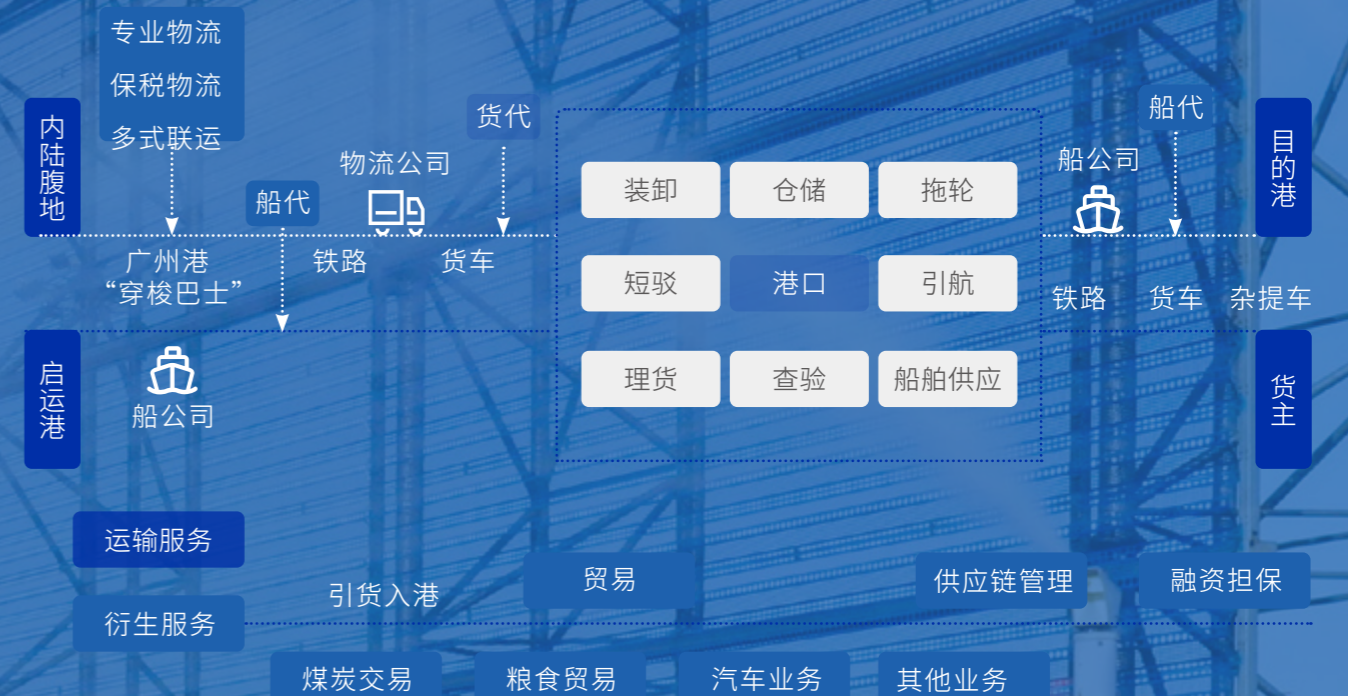 专业物流
保税物流
多式联运
内陆腹地
船代
物流公司
货代
广州港
“穿梭巴士”
铁路
货车
启运港
船公司
装卸
仓储
拖轮
短驳
港口
引航
理货
查验
船舶供应
船公司
船代
目的港
铁路
货车
杂提车
货主
运输服务
衍生服务
引货入港
贸易
供应链管理
融资担保
煤炭交易
粮食贸易
汽车业务
其他业务